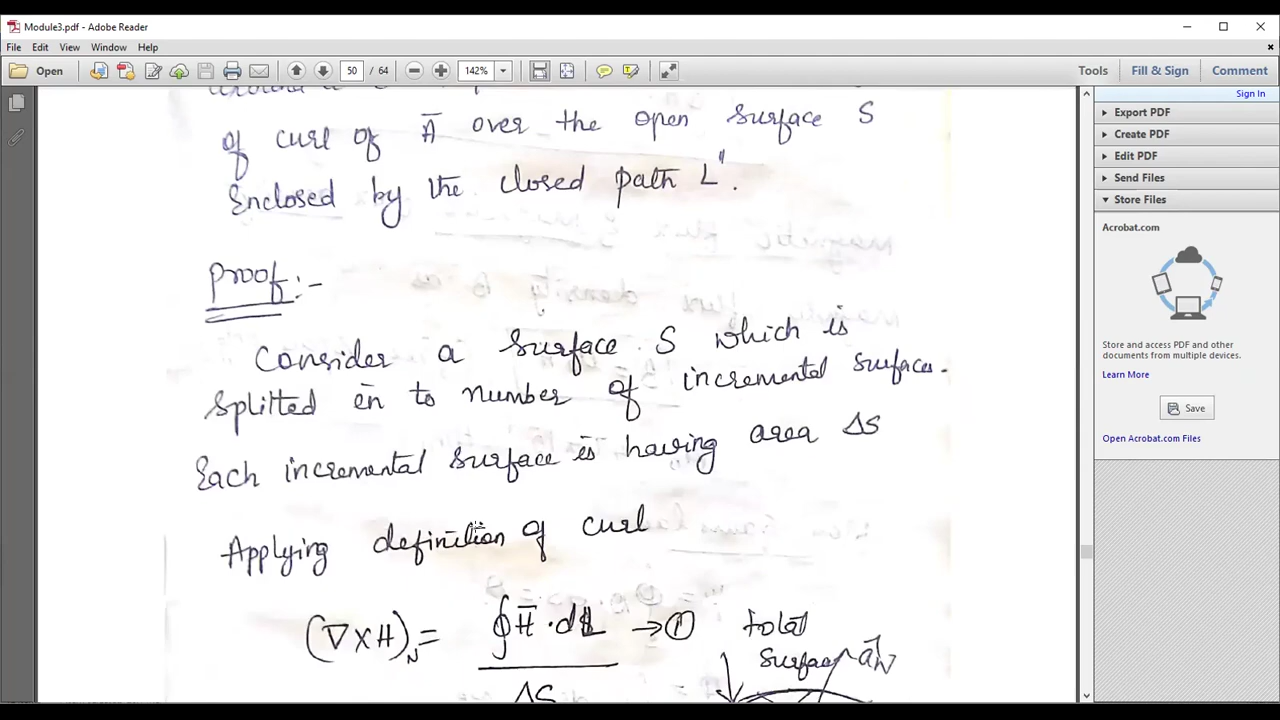 Module3.pdf - Adobe Reader
File Edit View Window Help
Open 50 / 64 142% Tools Fill & Sign Comment
Sign In
of curl of A̅ over the open surface S
Enclosed by the closed path L".
Proof:-
Consider a surface S which is
splitted in to number of incremental surfaces.
Each incremental surface is having area ΔS
Applying definition of curl
(∇XH)N = ∮H̅.dL → ①
ΔS
total
surface
Export PDF
Create PDF
Edit PDF
Send Files
Store Files
Acrobat.com
Store and access PDF and other
documents from multiple devices.
Learn More
Save
Open Acrobat.com Files